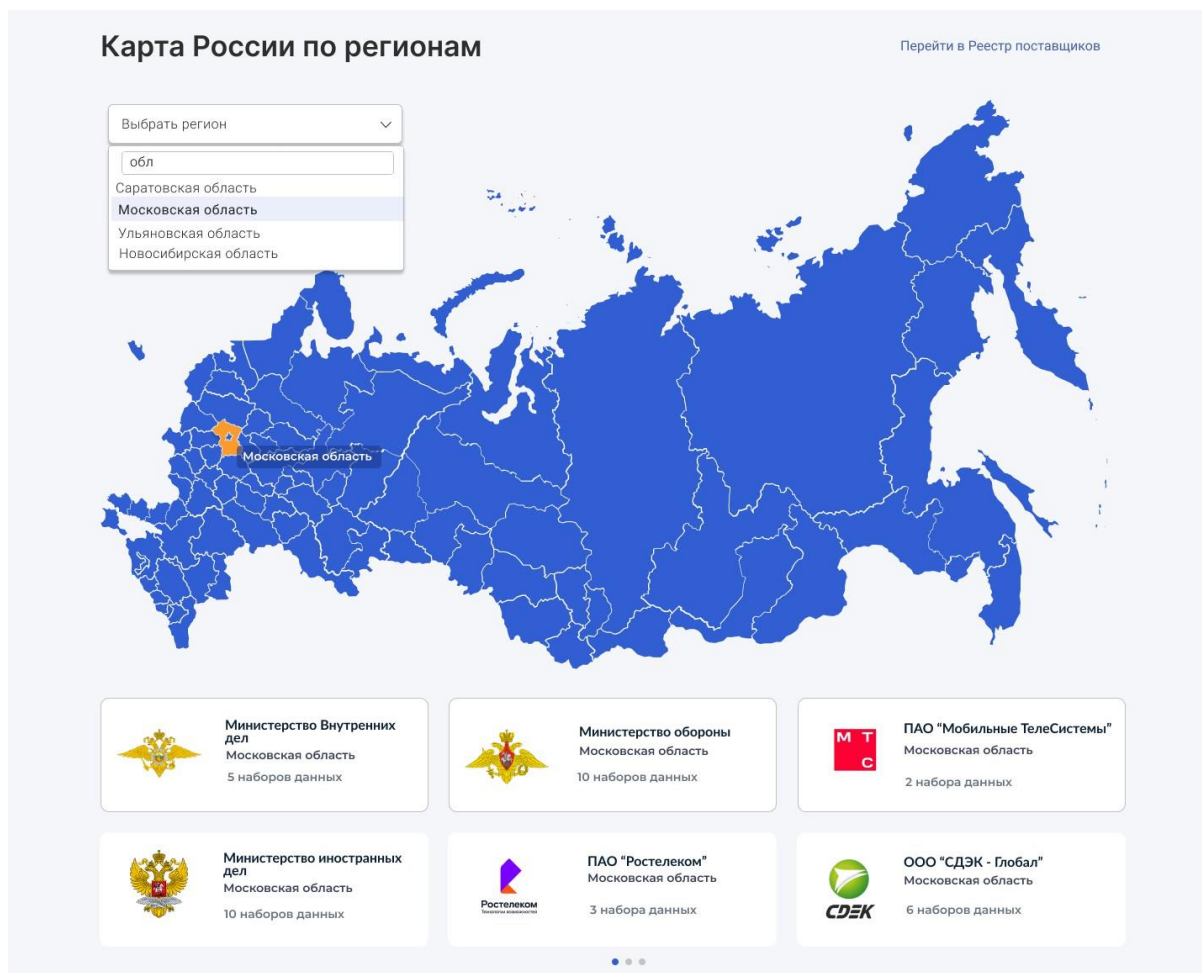 Карта России по регионам
Перейти в Реестр поставщиков
Выбрать регион
обл
Саратовская область
Московская область
Ульяновская область
Новосибирская область
Московская область
Министерство Внутренних
дел
Московская область
5 наборов данных
Министерство обороны
Московская область
10 наборов данных
М Т
С
ПАО “Мобильные ТелеСистемы”
Московская область
2 набора данных
Министерство иностранных
дел
Московская область
10 наборов данных
Ростелеком
Технологии возможностей
ПАО “Ростелеком”
Московская область
3 набора данных
CDEK
ООО “СДЭК - Глобал”
Московская область
6 наборов данных